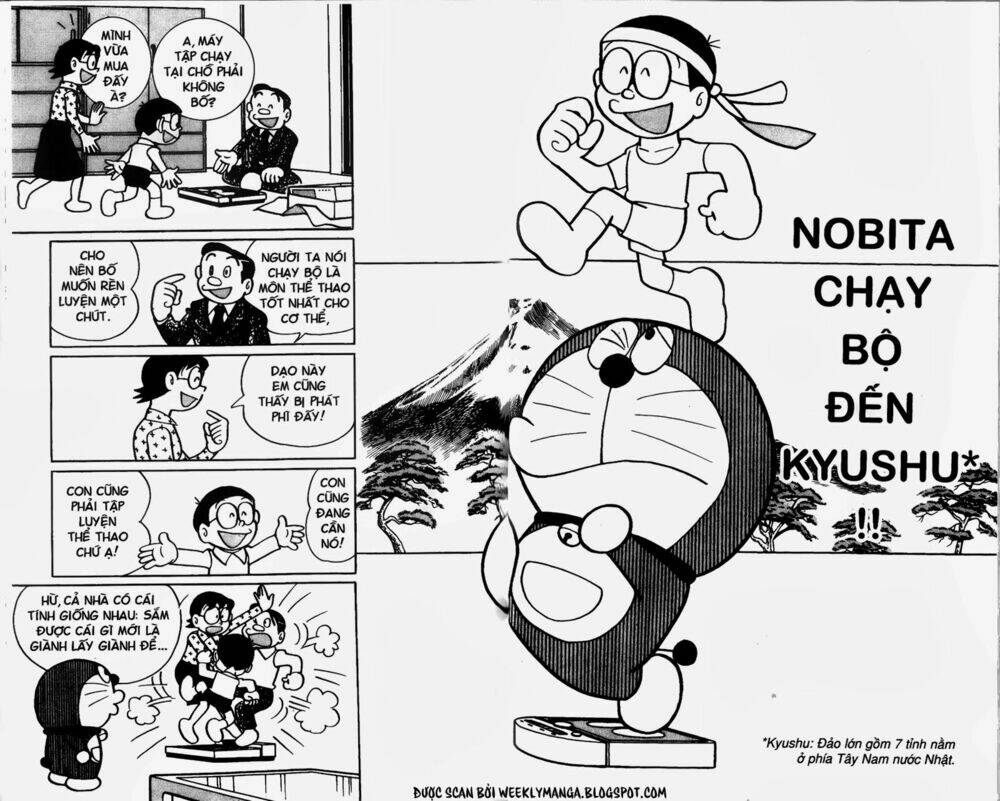 MÌNH
VỪA
MUA
ĐẤY
À?
A, MÁY
TẬP CHẠY
TẠI CHỔ PHẢI
KHÔNG
BỐ?
NGƯỜI TA NÓI
CHẠY BỘ LÀ
MÔN THỂ THAO
TỐT NHẤT CHO
CƠ THỂ,
CHO
NÊN BỐ
MUỐN RÈN
LUYỆN MỘT
CHÚT.
DẠO NÀY
EM CŨNG
THẤY BỊ PHÁT
PHÌ ĐẤY!
CON CŨNG
PHẢI TẬP
LUYỆN
THỂ THAO
CHỨ Ạ!
CON
CŨNG
ĐANG
CẦN
NÓ!
HỪ, CẢ NHÀ CÓ CÁI
TÍNH GIỐNG NHAU: SẮM
ĐƯỢC CÁI GÌ MỚI LÀ
GIÀNH LẤY GIÀNH ĐỂ...
NOBITA
CHẠY
BỘ
ĐẾN
KYUSHU*
!!
*Kyushu: Đảo lớn gồm 7 tỉnh nằm
ở phía Tây Nam nước Nhật.
ĐƯỢC SCAN BỞI WEEKLYMANGA.BLOGSPOT.COM